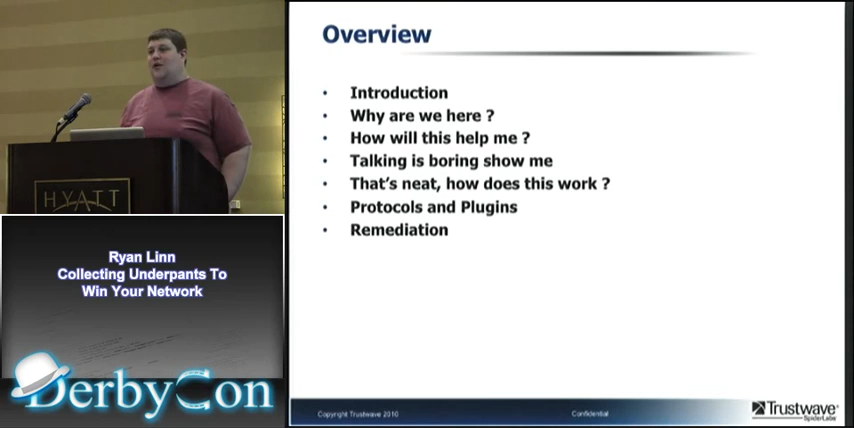 HYATT
Ryan Linn
Collecting Underpants To
Win Your Network
DerbyCon
Overview
• Introduction
• Why are we here ?
• How will this help me ?
• Talking is boring show me
• That's neat, how does this work ?
• Protocols and Plugins
• Remediation
Copyright Trustwave 2010
Confidential
Trustwave®
SpiderLabs®